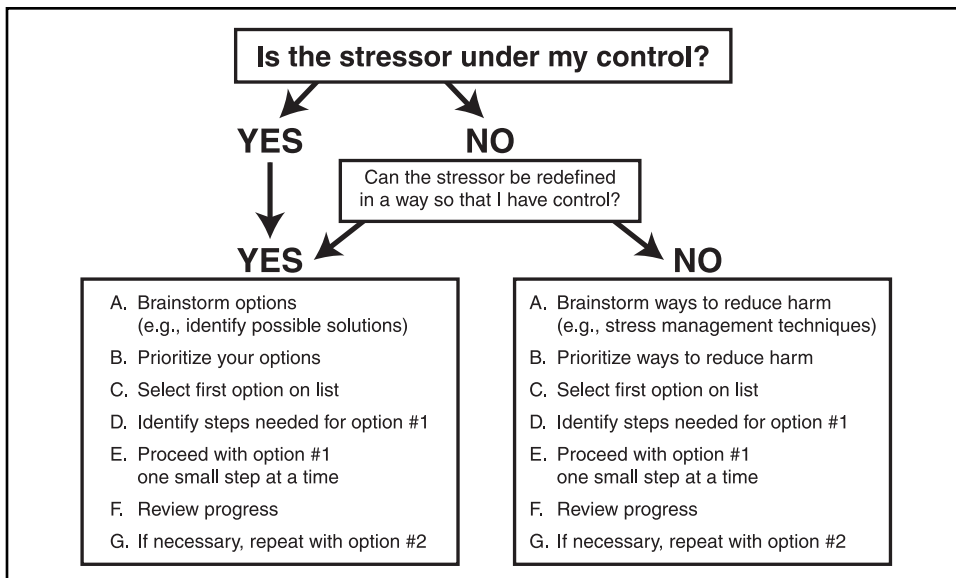 Is the stressor under my control?
YES
NO
Can the stressor be redefined
in a way so that I have control?
YES
NO
A. Brainstorm options
(e.g., identify possible solutions)
B. Prioritize your options
C. Select first option on list
D. Identify steps needed for option #1
E. Proceed with option #1
one small step at a time
F. Review progress
G. If necessary, repeat with option #2
A. Brainstorm ways to reduce harm
(e.g., stress management techniques)
B. Prioritize ways to reduce harm
C. Select first option on list
D. Identify steps needed for option #1
E. Proceed with option #1
one small step at a time
F. Review progress
G. If necessary, repeat with option #2